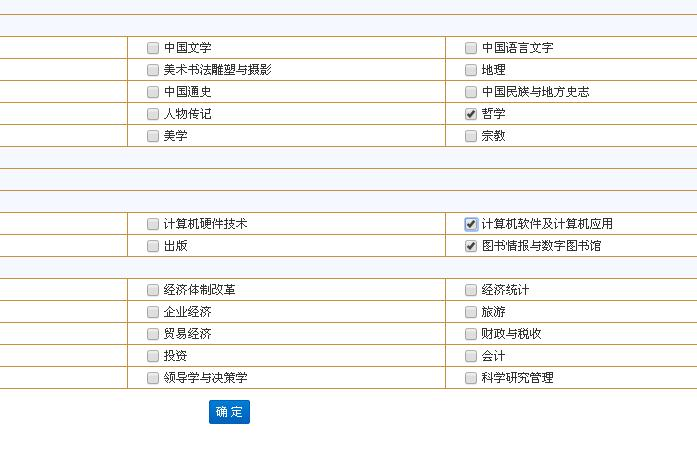 中国文学 中国语言文字
美术书法雕塑与摄影 地理
中国通史 中国民族与地方史志
人物传记 哲学
美学 宗教
计算机硬件技术 计算机软件及计算机应用
出版 图书情报与数字图书馆
经济体制改革 经济统计
企业经济 旅游
贸易经济 财政与税收
投资 会计
领导学与决策学 科学研究管理
确 定